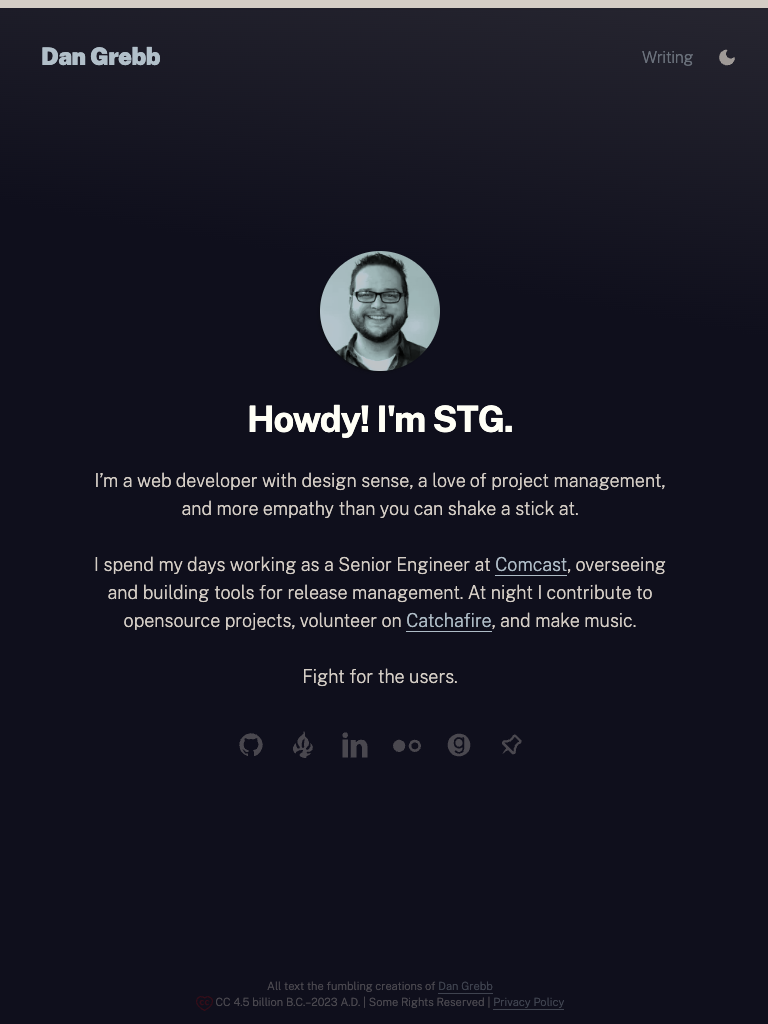 Dan Grebb
Writing
Howdy! I'm STG.
I’m a web developer with design sense, a love of project management,
and more empathy than you can shake a stick at.
I spend my days working as a Senior Engineer at Comcast, overseeing
and building tools for release management. At night I contribute to
opensource projects, volunteer on Catchafire, and make music.
Fight for the users.
All text the fumbling creations of Dan Grebb
CC 4.5 billion B.C.–2023 A.D. | Some Rights Reserved | Privacy Policy